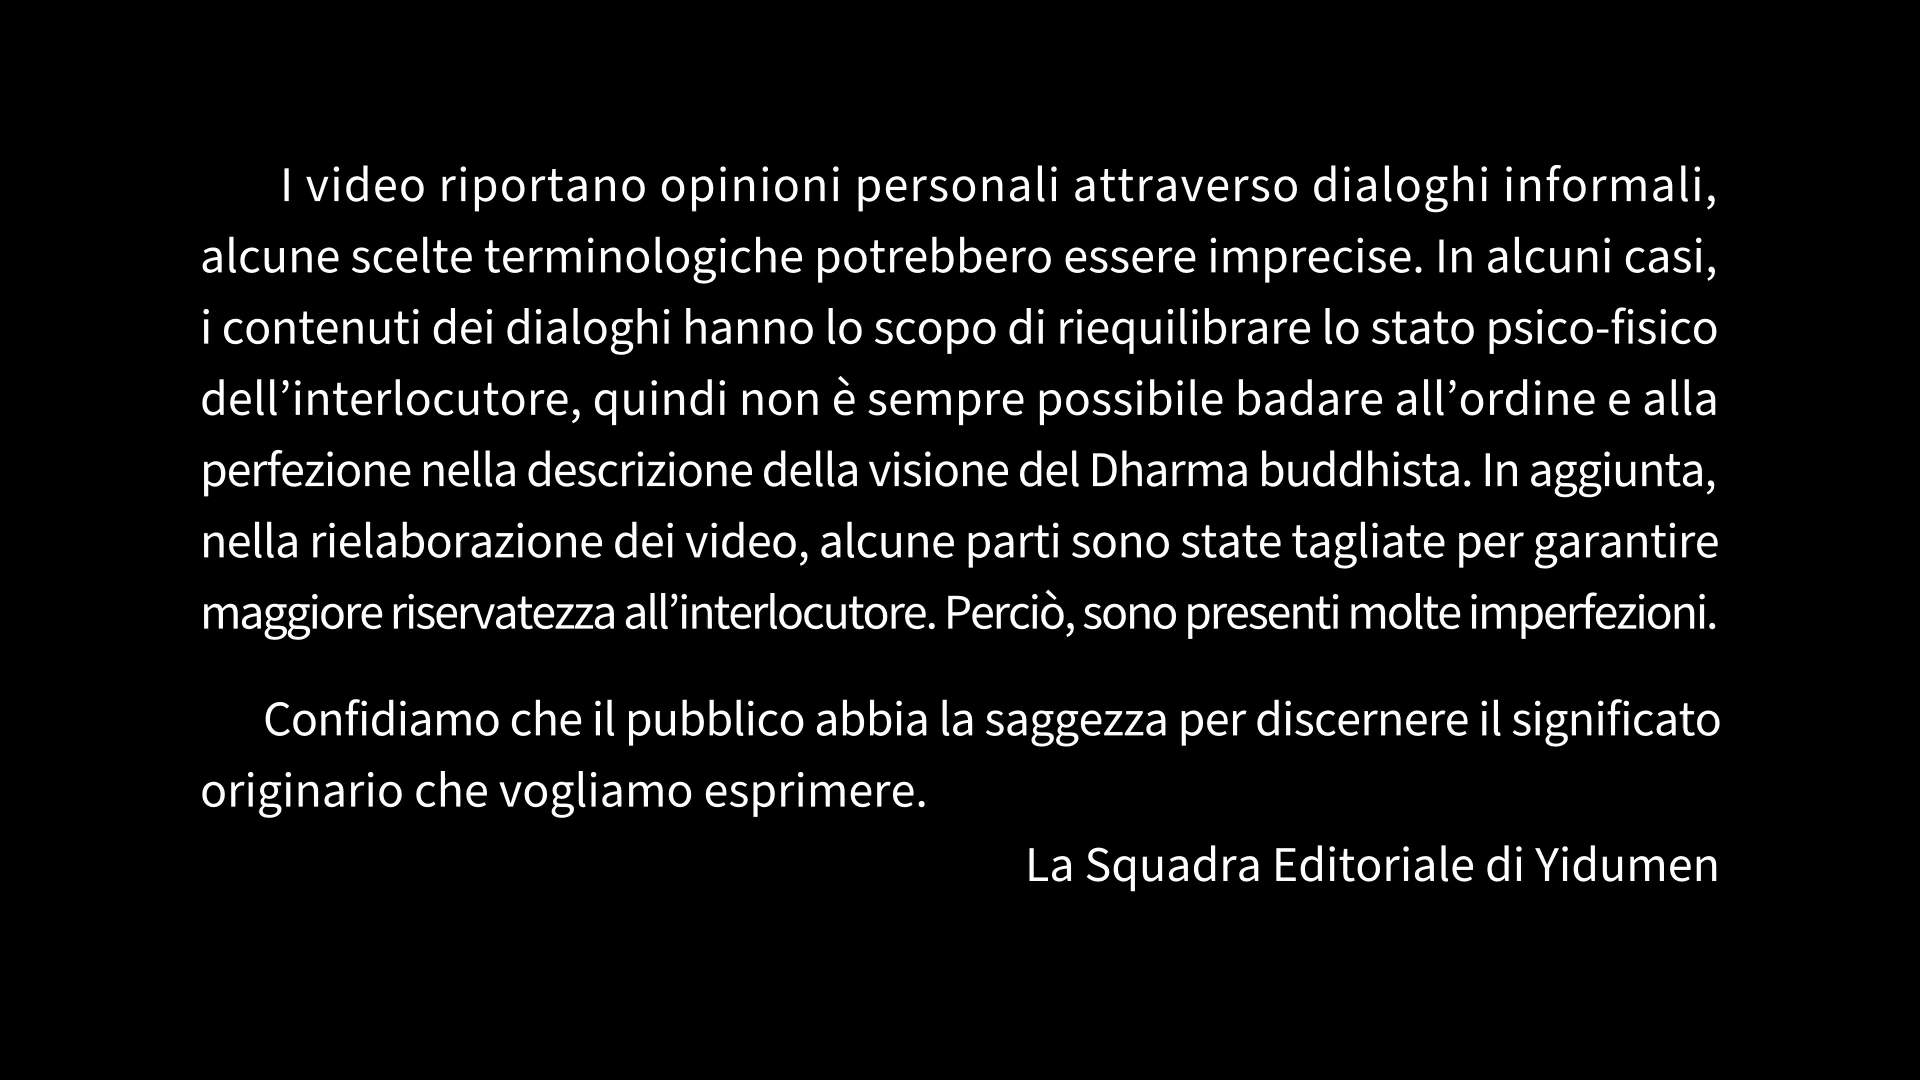 I video riportano opinioni personali attraverso dialoghi informali,
alcune scelte terminologiche potrebbero essere imprecise. In alcuni casi,
i contenuti dei dialoghi hanno lo scopo di riequilibrare lo stato psico-fisico
dell’interlocutore, quindi non è sempre possibile badare all’ordine e alla
perfezione nella descrizione della visione del Dharma buddhista. In aggiunta,
nella rielaborazione dei video, alcune parti sono state tagliate per garantire
maggiore riservatezza all’interlocutore. Perciò, sono presenti molte imperfezioni.
Confidiamo che il pubblico abbia la saggezza per discernere il significato
originario che vogliamo esprimere.
La Squadra Editoriale di Yidumen